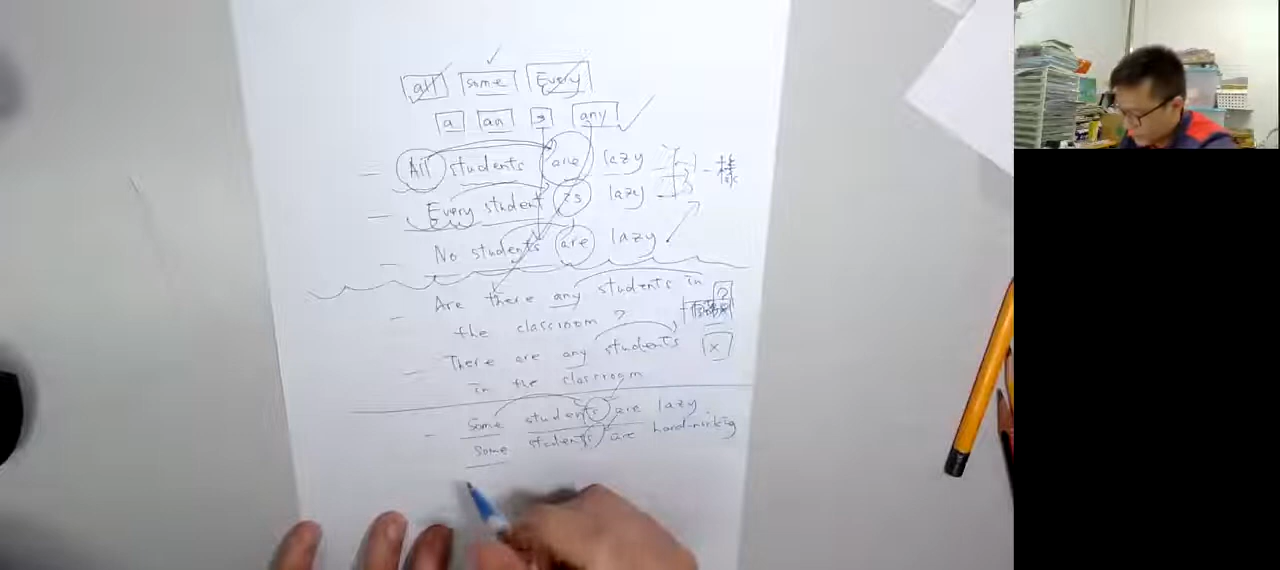 all some Every
a an any
All students are lazy
一樣
Every student is lazy
No students are lazy
Are there any students in
the classroom ?
?
There are any students
×
in the classroom
Some students are lazy.
Some students are hard-working